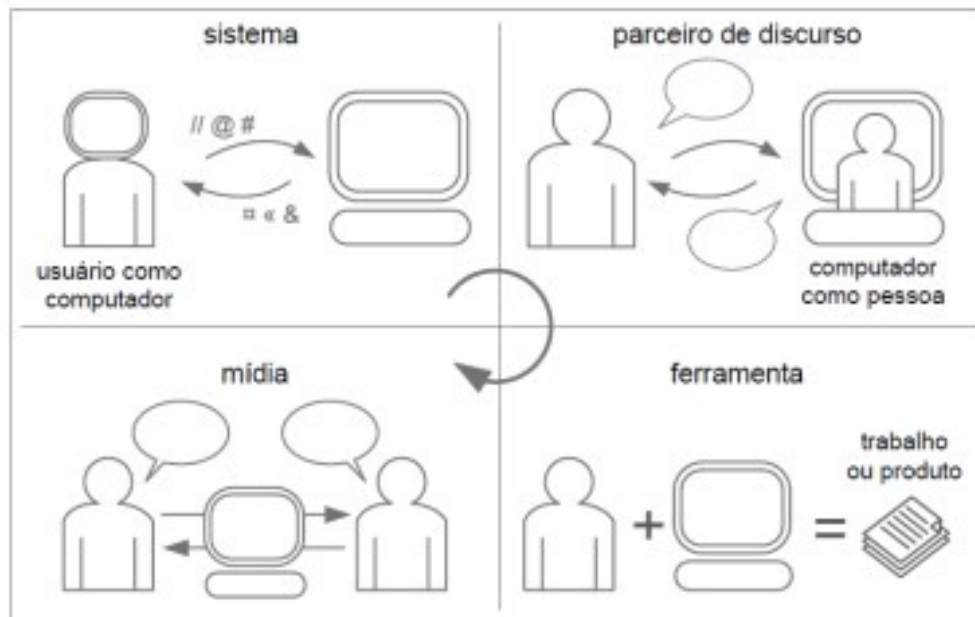 sistema
parceiro de discurso
// @ #
¤ « &
usuário como
computador
computador
como pessoa
mídia
ferramenta
trabalho
ou produto
+
=